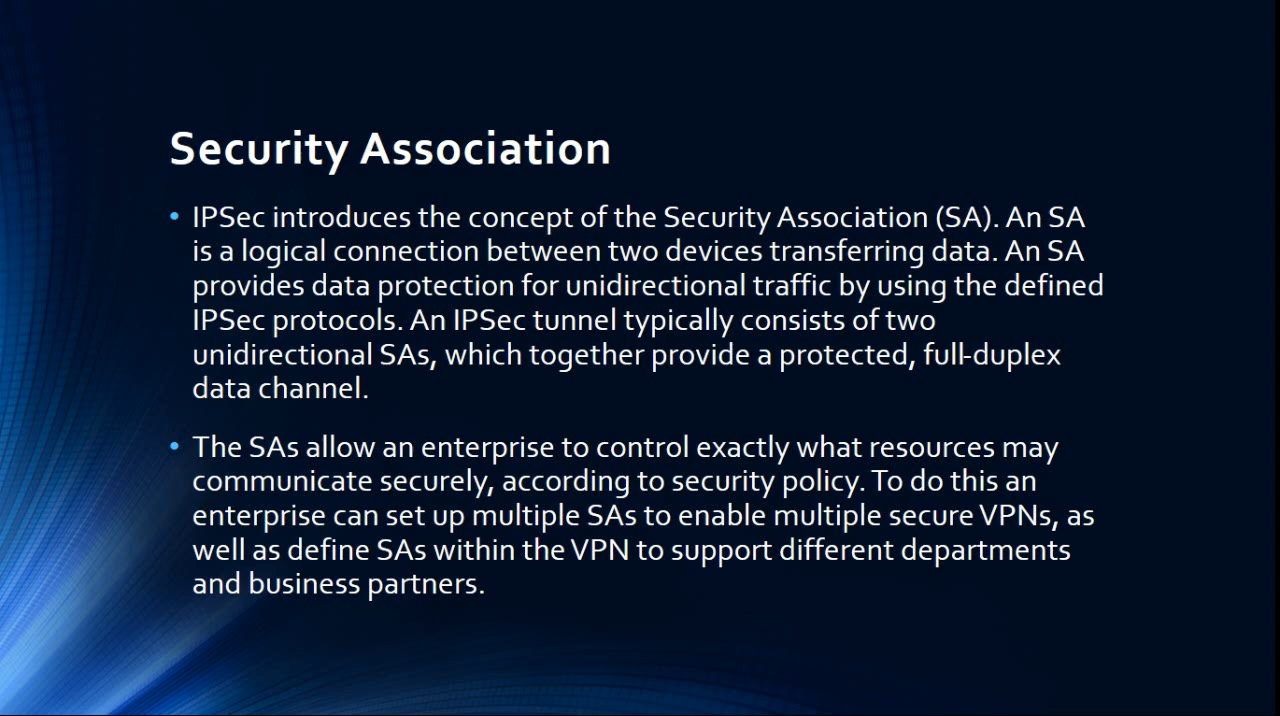 Security Association
• IPSec introduces the concept of the Security Association (SA). An SA
is a logical connection between two devices transferring data. An SA
provides data protection for unidirectional traffic by using the defined
IPSec protocols. An IPSec tunnel typically consists of two
unidirectional SAs, which together provide a protected, full-duplex
data channel.
• The SAs allow an enterprise to control exactly what resources may
communicate securely, according to security policy. To do this an
enterprise can set up multiple SAs to enable multiple secure VPNs, as
well as define SAs within the VPN to support different departments
and business partners.